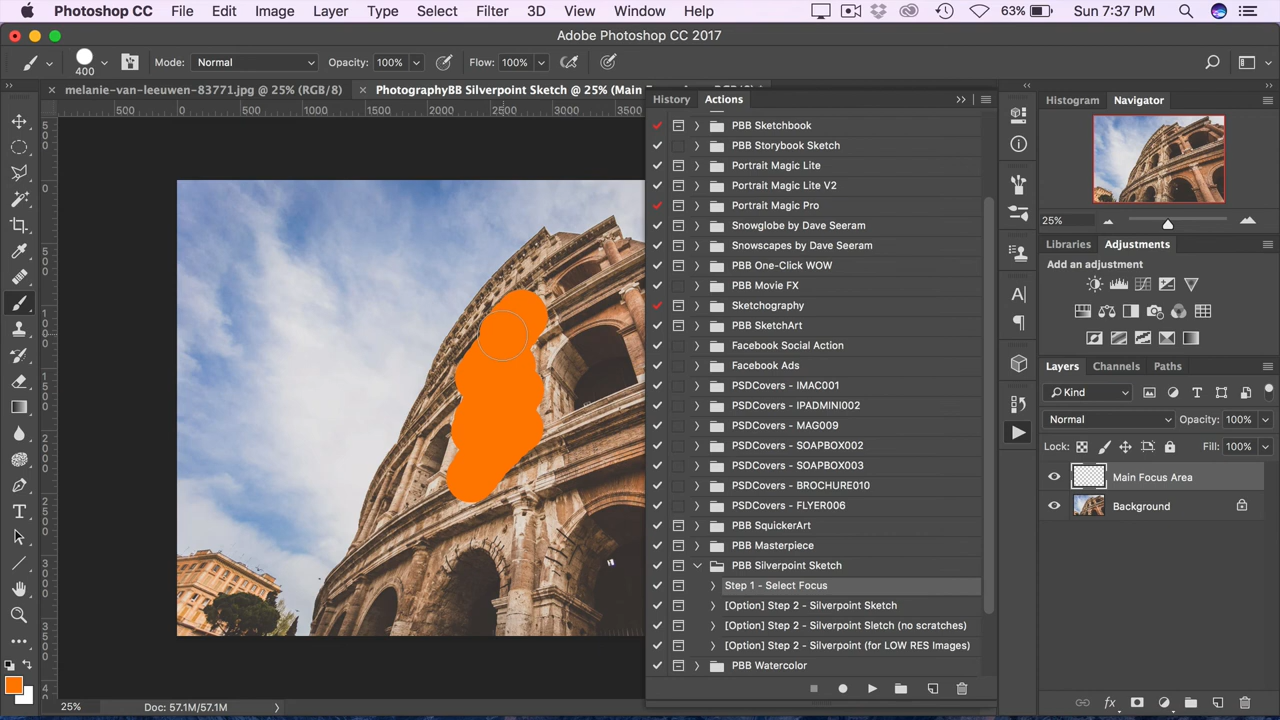 Photoshop CC File Edit Image Layer Type Select Filter 3D View Window Help 63% Sun 7:37 PM
Adobe Photoshop CC 2017
400 Mode: Normal Opacity: 100% Flow: 100%
melanie-van-leeuwen-83771.jpg @ 25% (RGB/8) PhotographyBB Silverpoint Sketch @ 25% (Main
500 2000 2500 3000 3500
History Actions
PBB Sketchbook
PBB Storybook Sketch
Portrait Magic Lite
Portrait Magic Lite V2
Portrait Magic Pro
Snowglobe by Dave Seeram
Snowscapes by Dave Seeram
PBB One-Click WOW
PBB Movie FX
Sketchography
PBB SketchArt
Facebook Social Action
Facebook Ads
PSDCovers - IMAC001
PSDCovers - IPADMINI002
PSDCovers - MAG009
PSDCovers - SOAPBOX002
PSDCovers - SOAPBOX003
PSDCovers - BROCHURE010
PSDCovers - FLYER006
PBB SquickerArt
PBB Masterpiece
PBB Silverpoint Sketch
Step 1 - Select Focus
[Option] Step 2 - Silverpoint Sketch
[Option] Step 2 - Silverpoint Sletch (no scratches)
[Option] Step 2 - Silverpoint (for LOW RES Images)
PBB Watercolor
Histogram Navigator
25%
Libraries Adjustments
Add an adjustment
Layers Channels Paths
Kind
Normal Opacity: 100%
Lock: Fill: 100%
Main Focus Area
Background
25% Doc: 57.1M/57.1M